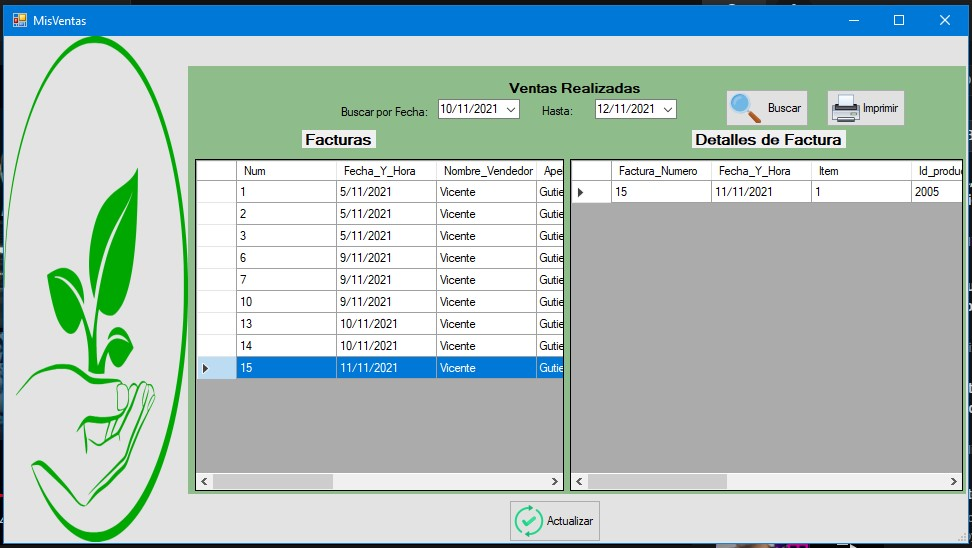 MisVentas
Ventas Realizadas
Buscar por Fecha: 10/11/2021 Hasta: 12/11/2021 Buscar Imprimir
Facturas
Detalles de Factura
Num Fecha_Y_Hora Nombre_Vendedor Ape
1 5/11/2021 Vicente Gutie
2 5/11/2021 Vicente Gutie
3 5/11/2021 Vicente Gutie
6 9/11/2021 Vicente Gutie
7 9/11/2021 Vicente Gutie
10 9/11/2021 Vicente Gutie
13 10/11/2021 Vicente Gutie
14 10/11/2021 Vicente Gutie
15 11/11/2021 Vicente Gutie
Factura_Numero Fecha_Y_Hora Item Id_produ
15 11/11/2021 1 2005
Actualizar